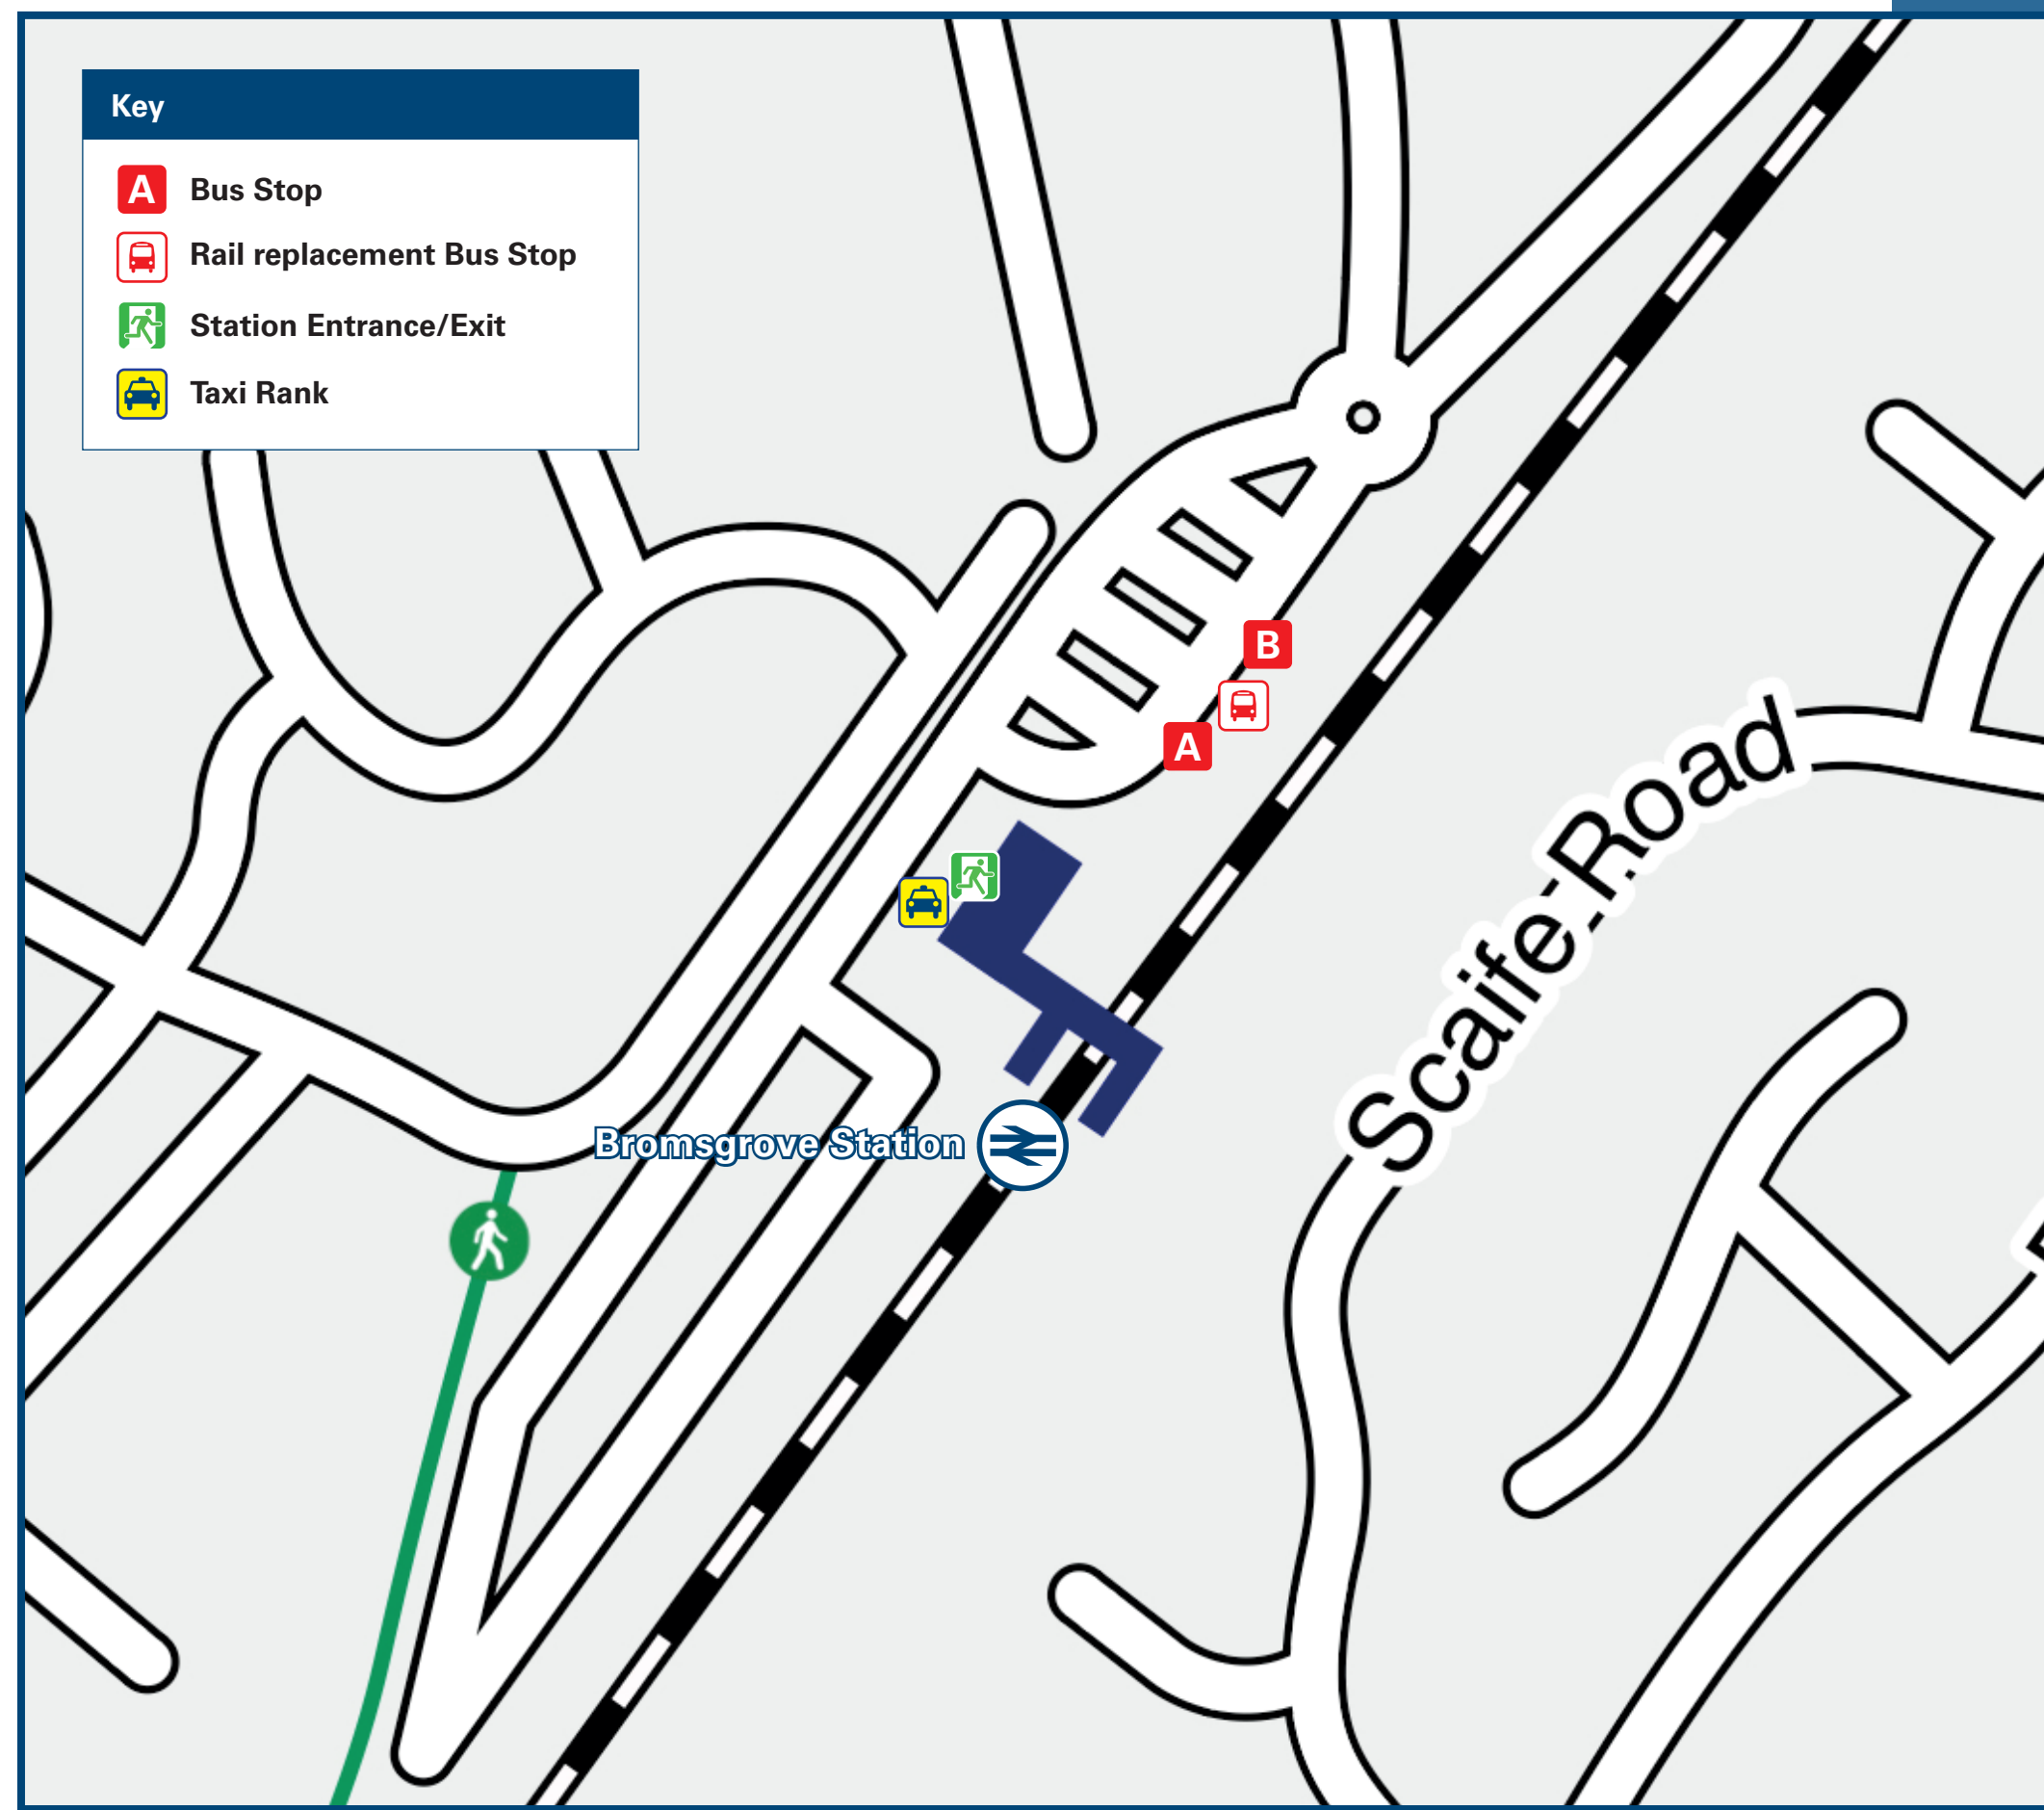 Key
A Bus Stop
Rail replacement Bus Stop
Station Entrance/Exit
Taxi Rank
B
A
Scaife-Road
Bromsgrove Station